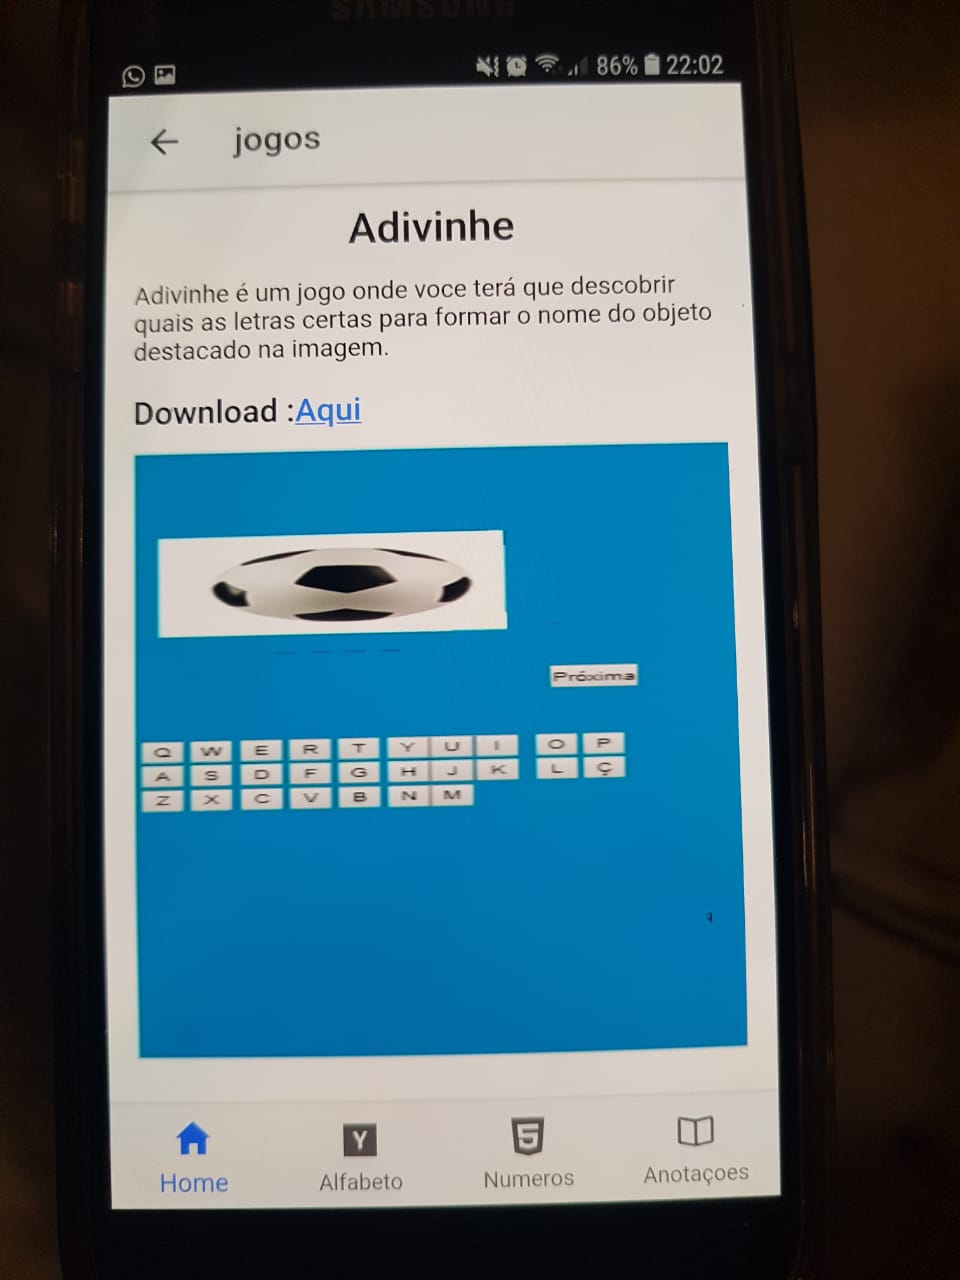 SAMSUNG
86% 22:02
jogos
Adivinhe
Adivinhe é um jogo onde voce terá que descobrir
quais as letras certas para formar o nome do objeto
destacado na imagem.
Download :Aqui
Próxima
Q W E R T Y U I O P
A S D F G H J K L Ç
Z X C V B N M
Home Alfabeto Numeros Anotaçoes